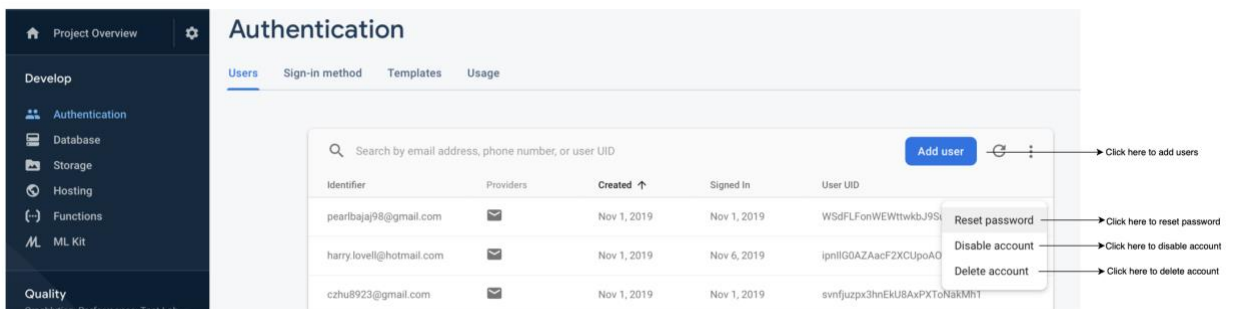 Project Overview
Authentication
Develop
Users Sign-in method Templates Usage
Authentication
Database
Storage
Hosting
Functions
ML Kit
Quality
Search by email address, phone number, or user UID
Add user
Click here to add users
Identifier Providers Created ↑ Signed In User UID
pearlbajaj98@gmail.com Nov 1, 2019 Nov 1, 2019
Reset password
Click here to reset password
harry.lovell@hotmail.com Nov 1, 2019 Nov 6, 2019
Disable account
Click here to disable account
Delete account
Click here to delete account
czhu8923@gmail.com Nov 1, 2019 Nov 1, 2019 svnfjuzpx3hnEkU8AxPXToNakMh1